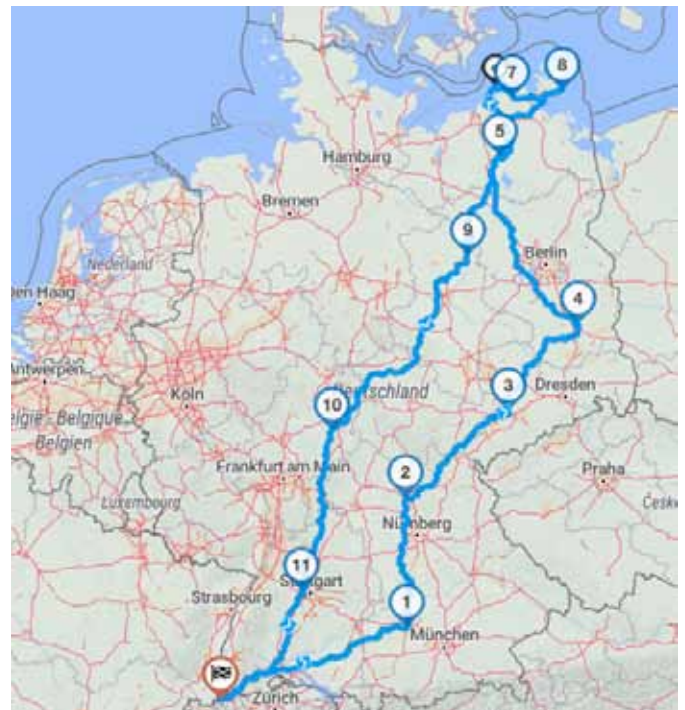 7
8
5
Hamburg
Bremen
9
Nederland
Berlin
Den Haag
4
Antwerpen
3
Deutschland
Dresden
Köln
10
België - Belgique
Belgien
Frankfurt am Main
2
Praha
Luxembourg
Česk
Nürnberg
11
Stuttgart
Strasbourg
1
München
Zürich